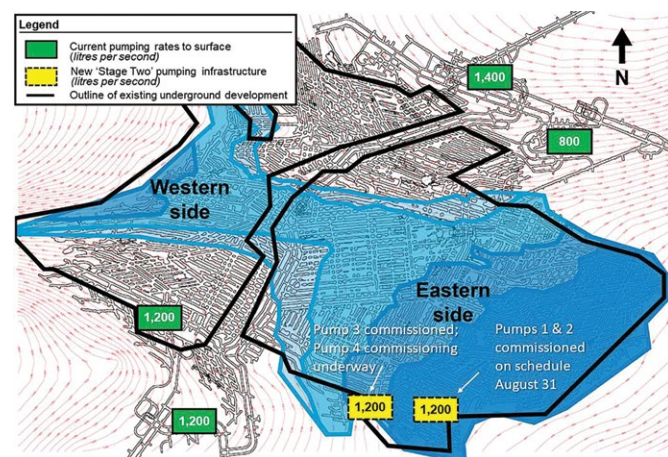 Legend
Current pumping rates to surface
(litres per second)
New 'Stage Two' pumping infrastructure
(litres per second)
Outline of existing underground development
N
1,400
800
Western
side
Eastern
side
1,200
Pump 3 commissioned;
Pump 4 commissioning
underway
Pumps 1 & 2
commissioned
on schedule
August 31
1,200
1,200
1,200